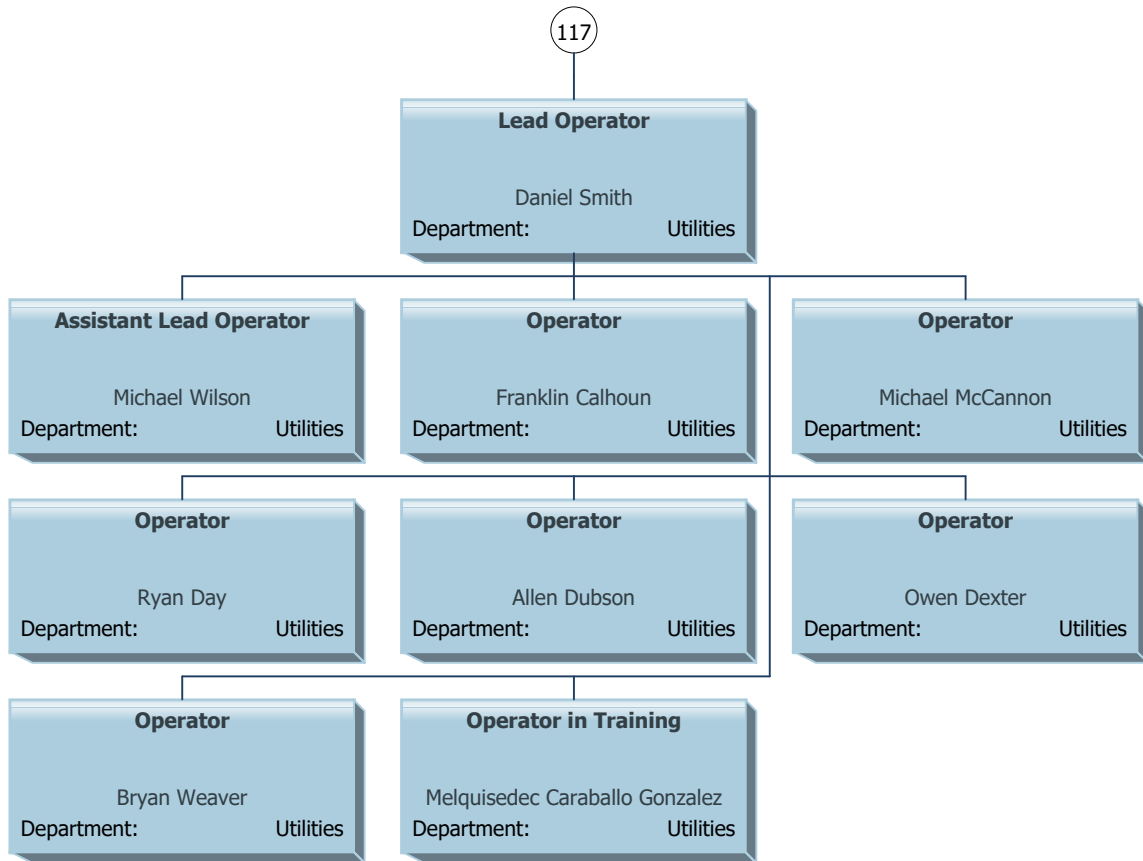 117
Lead Operator
Daniel Smith
Department: Utilities
Assistant Lead Operator
Michael Wilson
Department: Utilities
Operator
Franklin Calhoun
Department: Utilities
Operator
Michael McCannon
Department: Utilities
Operator
Ryan Day
Department: Utilities
Operator
Allen Dubson
Department: Utilities
Operator
Owen Dexter
Department: Utilities
Operator
Bryan Weaver
Department: Utilities
Operator in Training
Melquisedec Caraballo Gonzalez
Department: Utilities